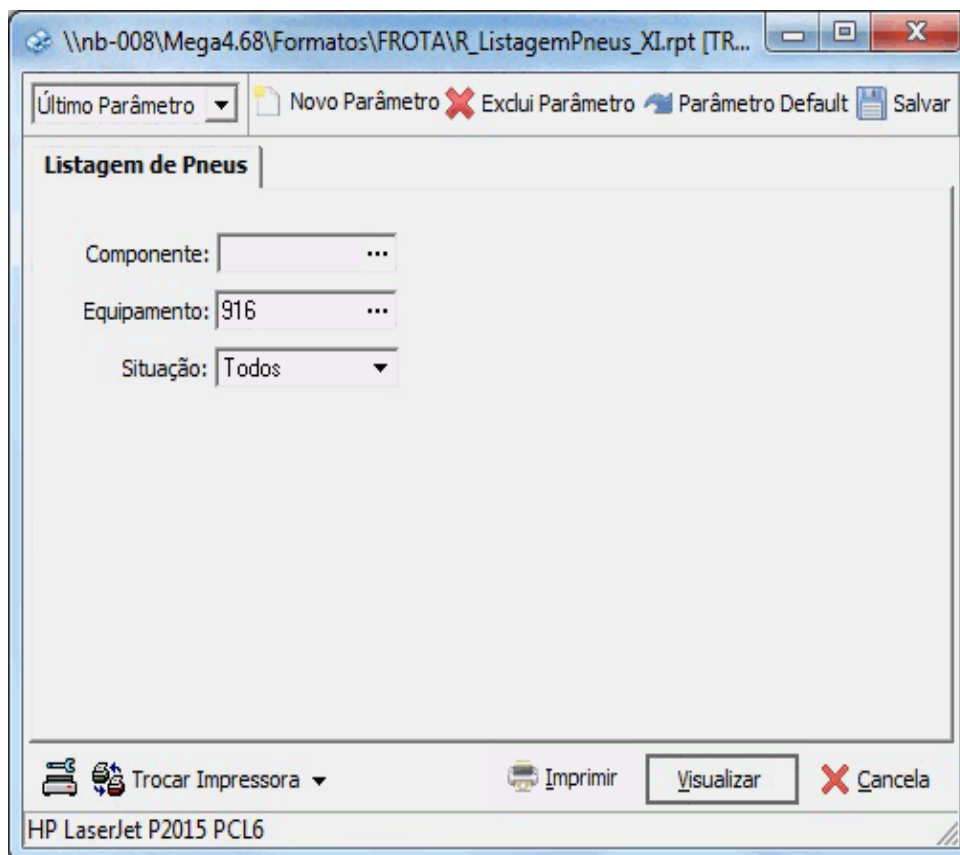 \\nb-008\Mega4.68\Formatos\FROTA\R_ListagemPneus_XI.rpt [TR...
Último Parâmetro Novo Parâmetro Exclui Parâmetro Parâmetro Default Salvar
Listagem de Pneus
Componente: ...
Equipamento: 916 ...
Situação: Todos
Trocar Impressora Imprimir Visualizar Cancela
HP LaserJet P2015 PCL6